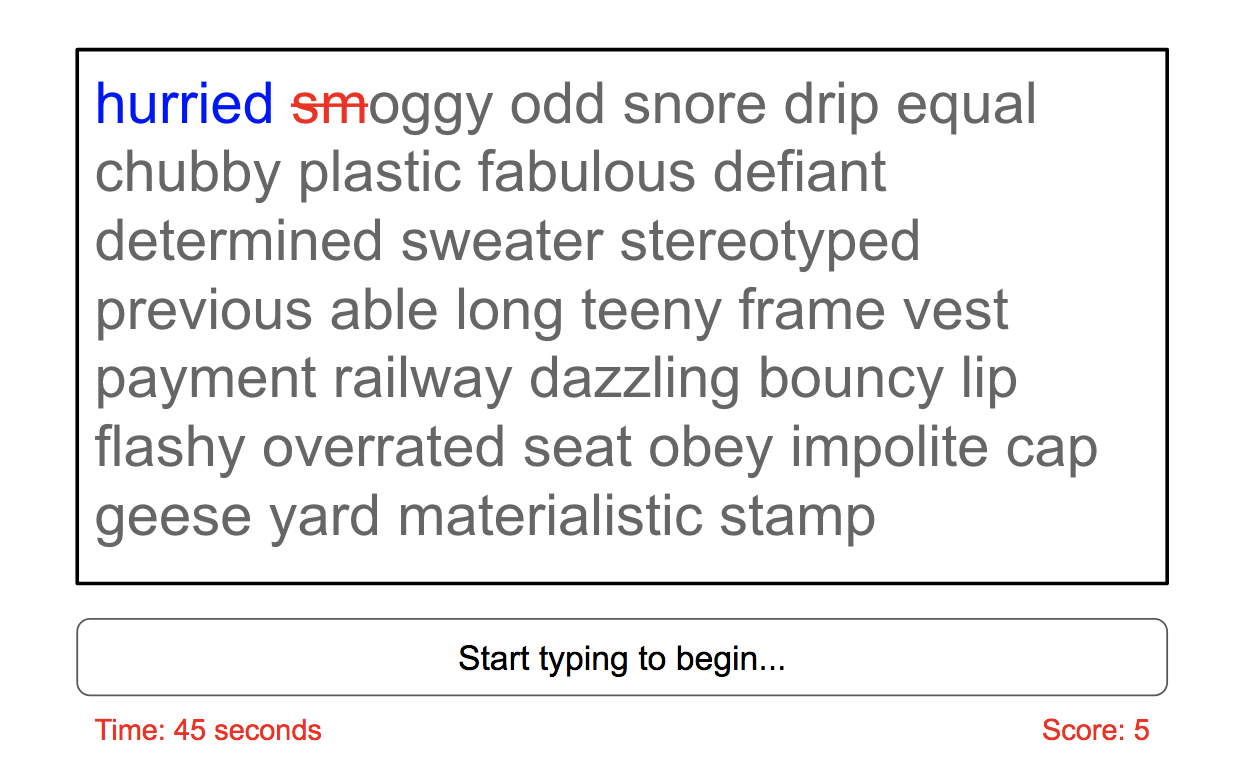 hurried smoggy odd snore drip equal
chubby plastic fabulous defiant
determined sweater stereotyped
previous able long teeny frame vest
payment railway dazzling bouncy lip
flashy overrated seat obey impolite cap
geese yard materialistic stamp
Start typing to begin...
Time: 45 seconds
Score: 5